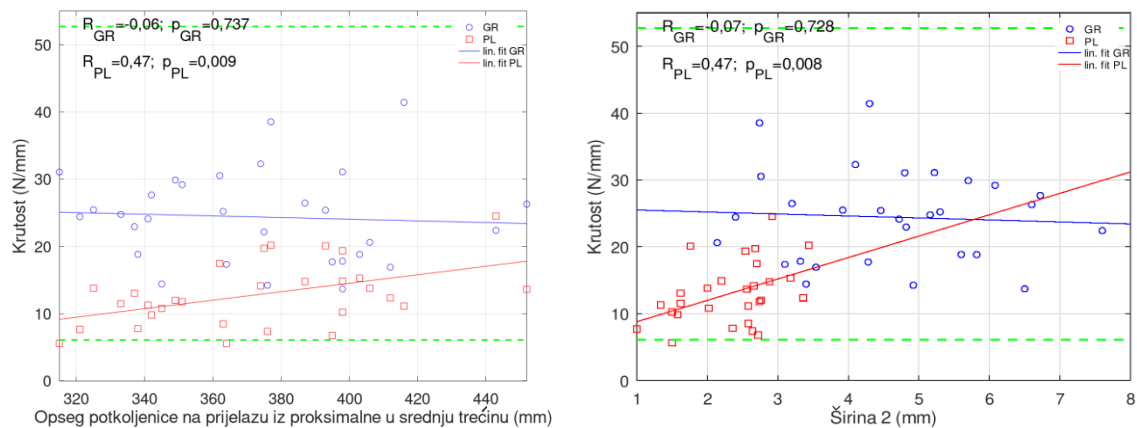 R_GR=-0,06; p_GR=0,737
R_PL=0,47; p_PL=0,009
GR
PL
lin. fit GR
lin. fit PL
Krutost (N/mm)
50
40
30
20
10
0
320 340 360 380 400 420 440
Opseg potkoljenice na prijelazu iz proksimalne u srednju trećinu (mm)
R_GR=-0,07; p_GR=0,728
R_PL=0,47; p_PL=0,008
GR
PL
lin. fit GR
lin. fit PL
Krutost (N/mm)
50
40
30
20
10
0
1 2 3 4 5 6 7 8
Širina 2 (mm)